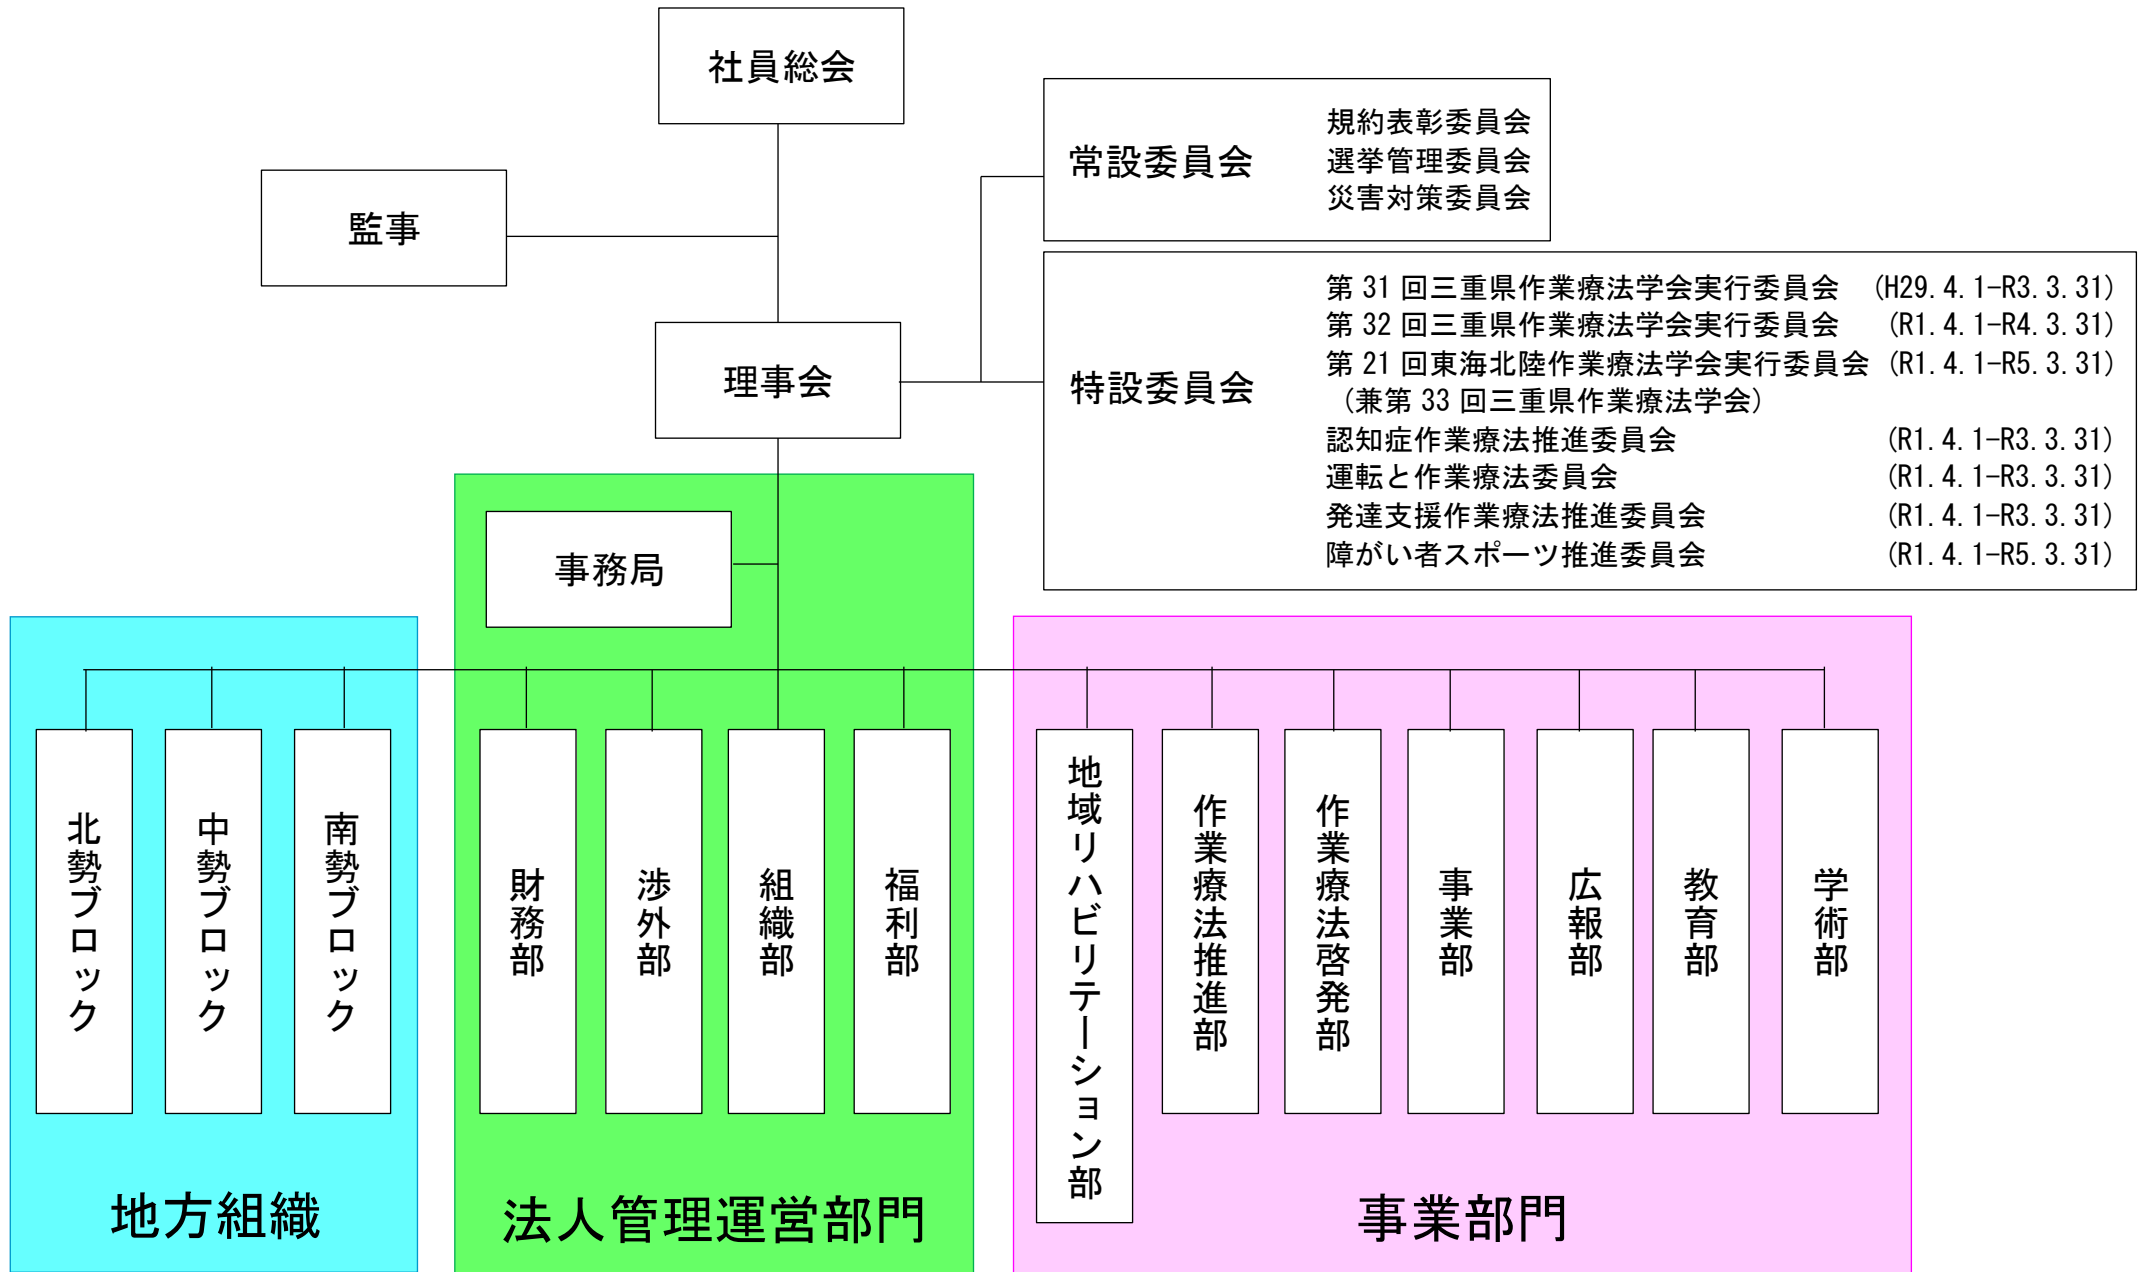 社員総会
監事
常設委員会
規約表彰委員会
選挙管理委員会
災害対策委員会
理事会
特設委員会
第 31 回三重県作業療法学会実行委員会 (H29.4.1-R3.3.31)
第 32 回三重県作業療法学会実行委員会 (R1.4.1-R4.3.31)
第 21 回東海北陸作業療法学会実行委員会 (R1.4.1-R5.3.31)
(兼第 33 回三重県作業療法学会)
認知症作業療法推進委員会 (R1.4.1-R3.3.31)
運転と作業療法委員会 (R1.4.1-R3.3.31)
発達支援作業療法推進委員会 (R1.4.1-R3.3.31)
障がい者スポーツ推進委員会 (R1.4.1-R5.3.31)
事務局
北勢ブロック
中勢ブロック
南勢ブロック
地方組織
財務部
渉外部
組織部
福利部
法人管理運営部門
地域リハビリテーション部
作業療法推進部
作業療法啓発部
事業部
広報部
教育部
学術部
事業部門